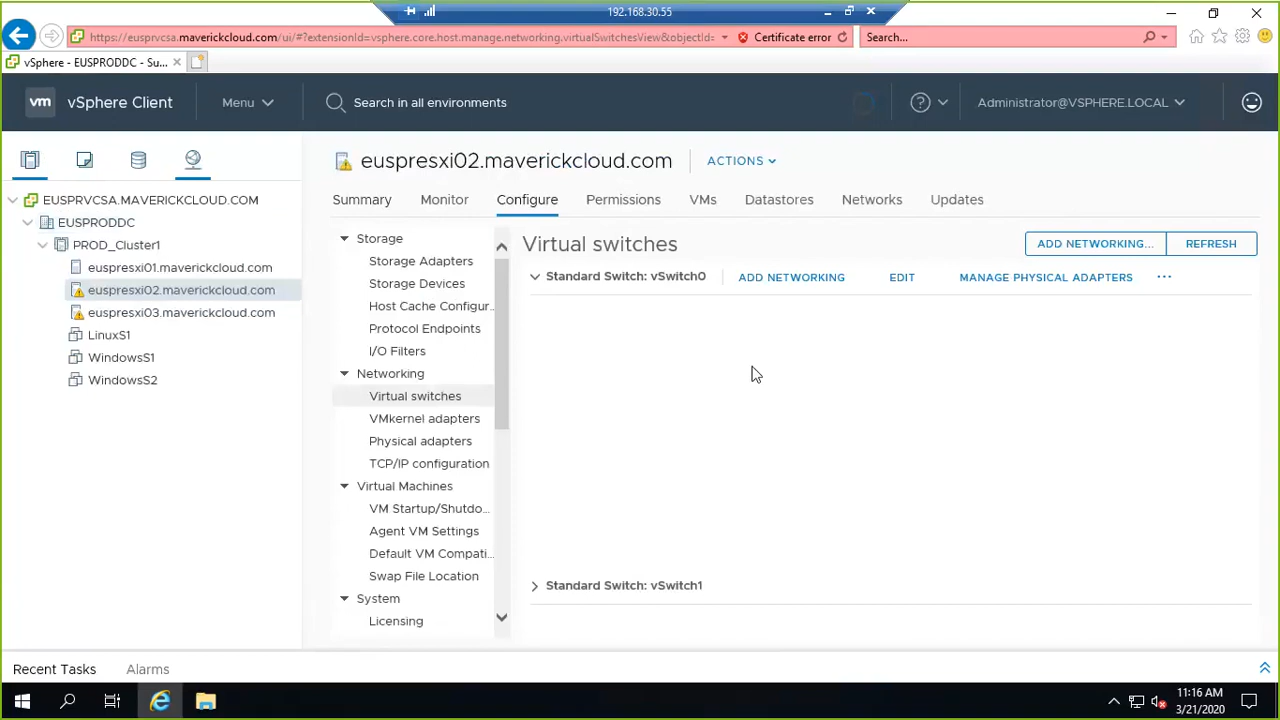 192.168.30.55
https://eusprvcsa.maverickcloud.com/ui/#?extensionId=vsphere.core.host.manage.networking.virtualSwitchesView&objectId=
Certificate error
Search...
vSphere - EUSPRODDC - Su...
vm vSphere Client
Menu
Search in all environments
Administrator@VSPHERE.LOCAL
euspresxi02.maverickcloud.com
ACTIONS
Summary
Monitor
Configure
Permissions
VMs
Datastores
Networks
Updates
EUSPRVCSA.MAVERICKCLOUD.COM
EUSPRODDC
PROD_Cluster1
euspresxi01.maverickcloud.com
euspresxi02.maverickcloud.com
euspresxi03.maverickcloud.com
LinuxS1
WindowsS1
WindowsS2
Storage
Storage Adapters
Storage Devices
Host Cache Configur...
Protocol Endpoints
I/O Filters
Networking
Virtual switches
VMkernel adapters
Physical adapters
TCP/IP configuration
Virtual Machines
VM Startup/Shutdo...
Agent VM Settings
Default VM Compati...
Swap File Location
System
Licensing
Virtual switches
ADD NETWORKING...
REFRESH
Standard Switch: vSwitch0
ADD NETWORKING
EDIT
MANAGE PHYSICAL ADAPTERS
...
Standard Switch: vSwitch1
Recent Tasks
Alarms
11:16 AM
3/21/2020